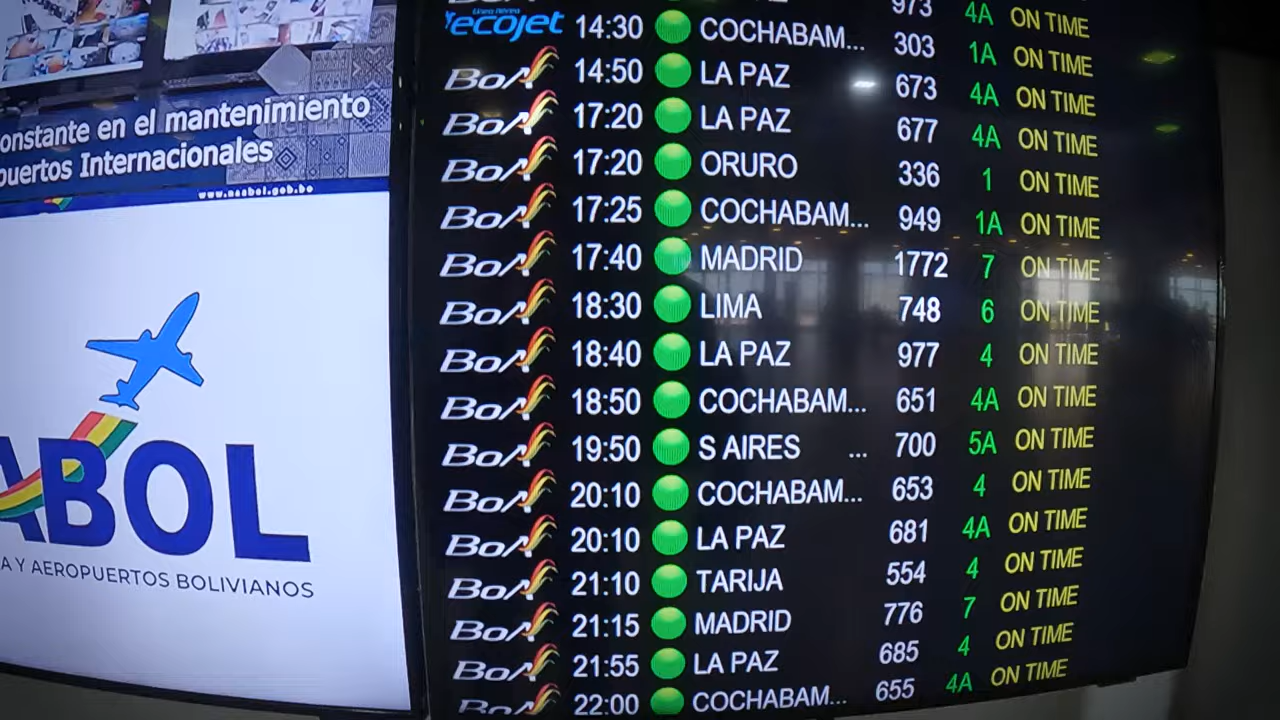 onstante en el mantenimiento
puertos Internacionales
www.naabol.gob.bo
ABOL
A Y AEROPUERTOS BOLIVIANOS
973 4A ON TIME
Línea Aérea
ecojet 14:30 COCHABAM... 303 1A ON TIME
BoA 14:50 LA PAZ 673 4A ON TIME
BoA 17:20 LA PAZ 677 4A ON TIME
BoA 17:20 ORURO 336 1 ON TIME
BoA 17:25 COCHABAM... 949 1A ON TIME
BoA 17:40 MADRID 1772 7 ON TIME
BoA 18:30 LIMA 748 6 ON TIME
BoA 18:40 LA PAZ 977 4 ON TIME
BoA 18:50 COCHABAM... 651 4A ON TIME
BoA 19:50 S AIRES ... 700 5A ON TIME
BoA 20:10 COCHABAM... 653 4 ON TIME
BoA 20:10 LA PAZ 681 4A ON TIME
BoA 21:10 TARIJA 554 4 ON TIME
BoA 21:15 MADRID 776 7 ON TIME
BoA 21:55 LA PAZ 685 4 ON TIME
BoA 22:00 COCHABAM... 655 4A ON TIME